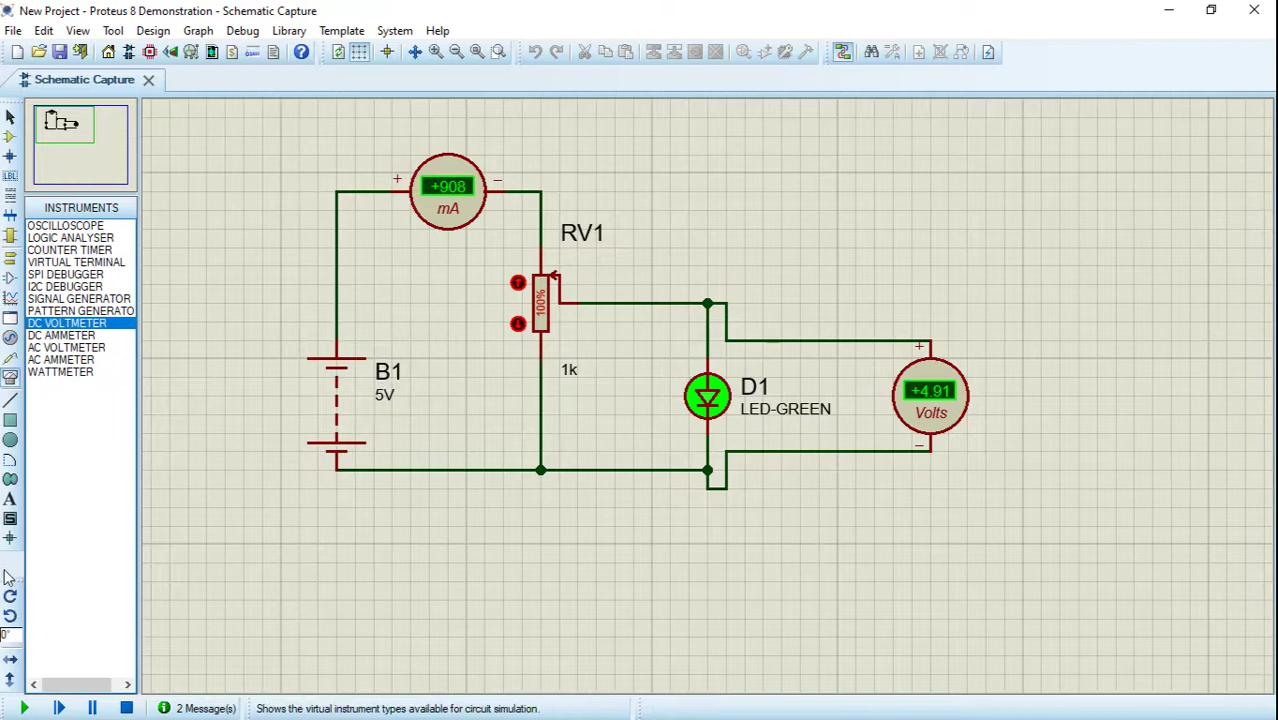 New Project - Proteus 8 Demonstration - Schematic Capture
File Edit View Tool Design Graph Debug Library Template System Help
Schematic Capture
INSTRUMENTS
OSCILLOSCOPE
LOGIC ANALYSER
COUNTER TIMER
VIRTUAL TERMINAL
SPI DEBUGGER
I2C DEBUGGER
SIGNAL GENERATOR
PATTERN GENERATO
DC VOLTMETER
DC AMMETER
AC VOLTMETER
AC AMMETER
WATTMETER
LBL
A
S
0°
+ −
+908
mA
RV1
100%
1k
B1
5V
D1
LED-GREEN
+
+4.91
Volts
−
2 Message(s)
Shows the virtual instrument types available for circuit simulation.